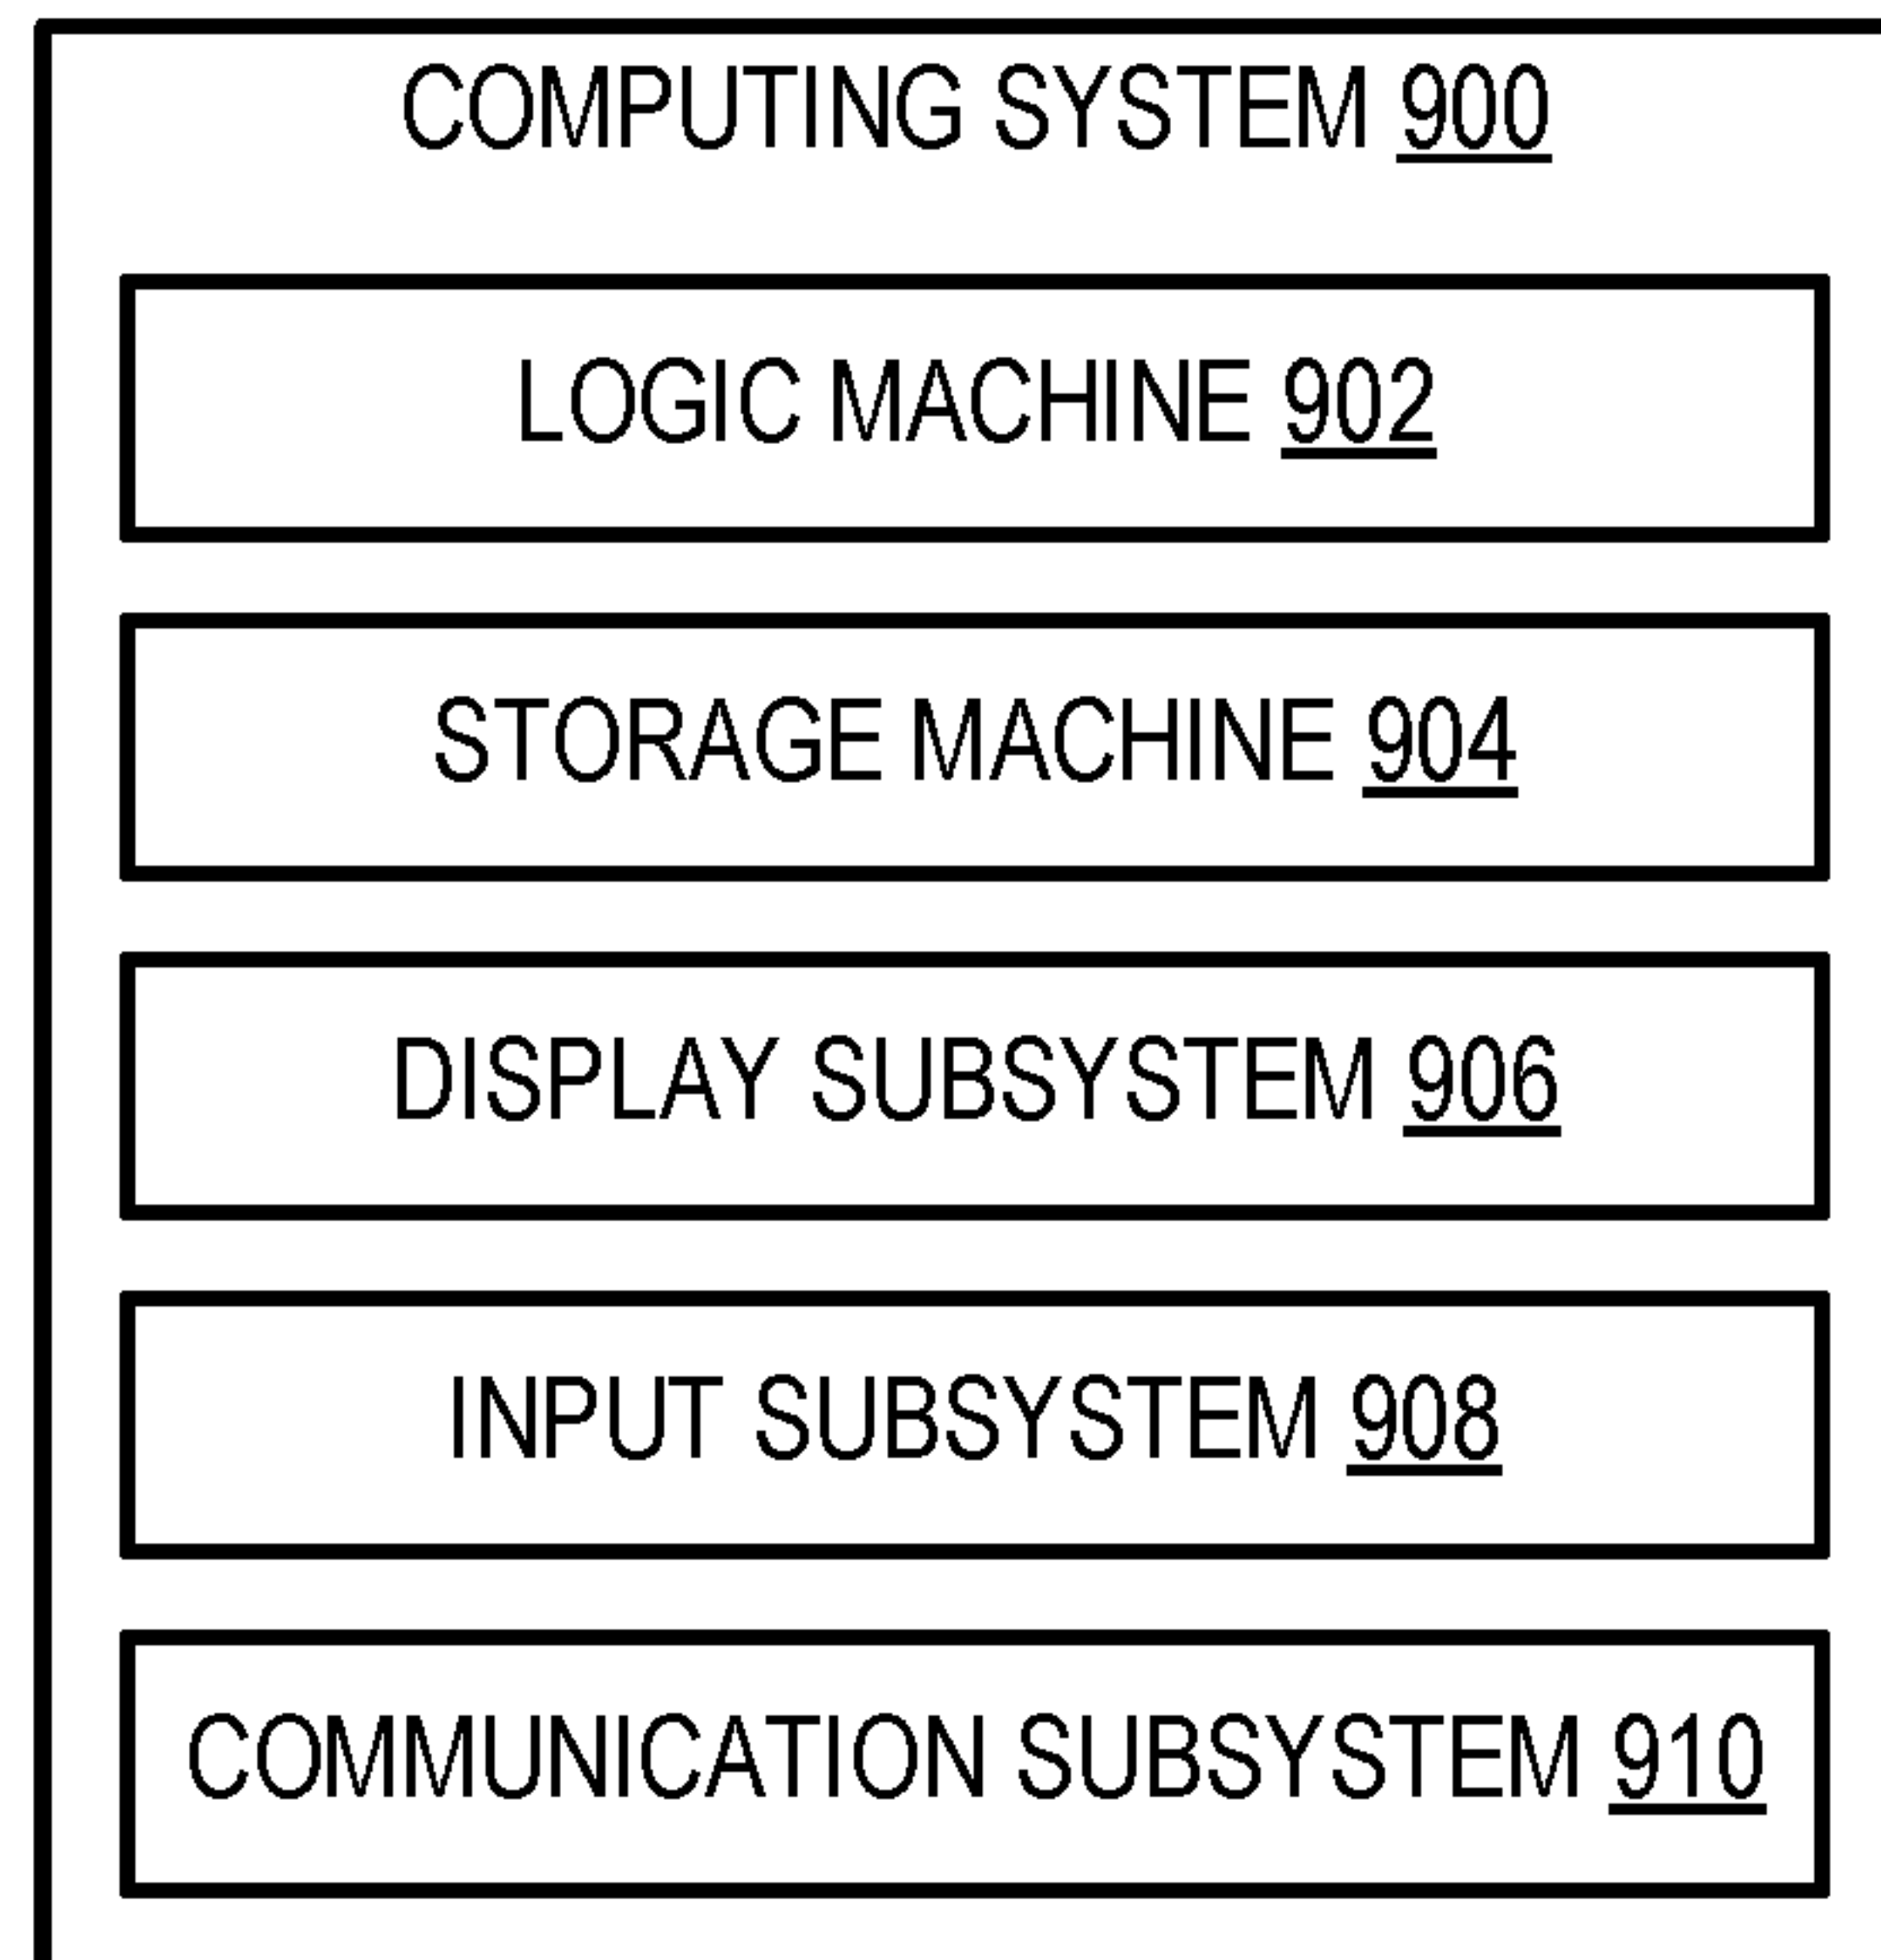 COMPUTING SYSTEM 900
LOGIC MACHINE 902
STORAGE MACHINE 904
DISPLAY SUBSYSTEM 906
INPUT SUBSYSTEM 908
COMMUNICATION SUBSYSTEM 910